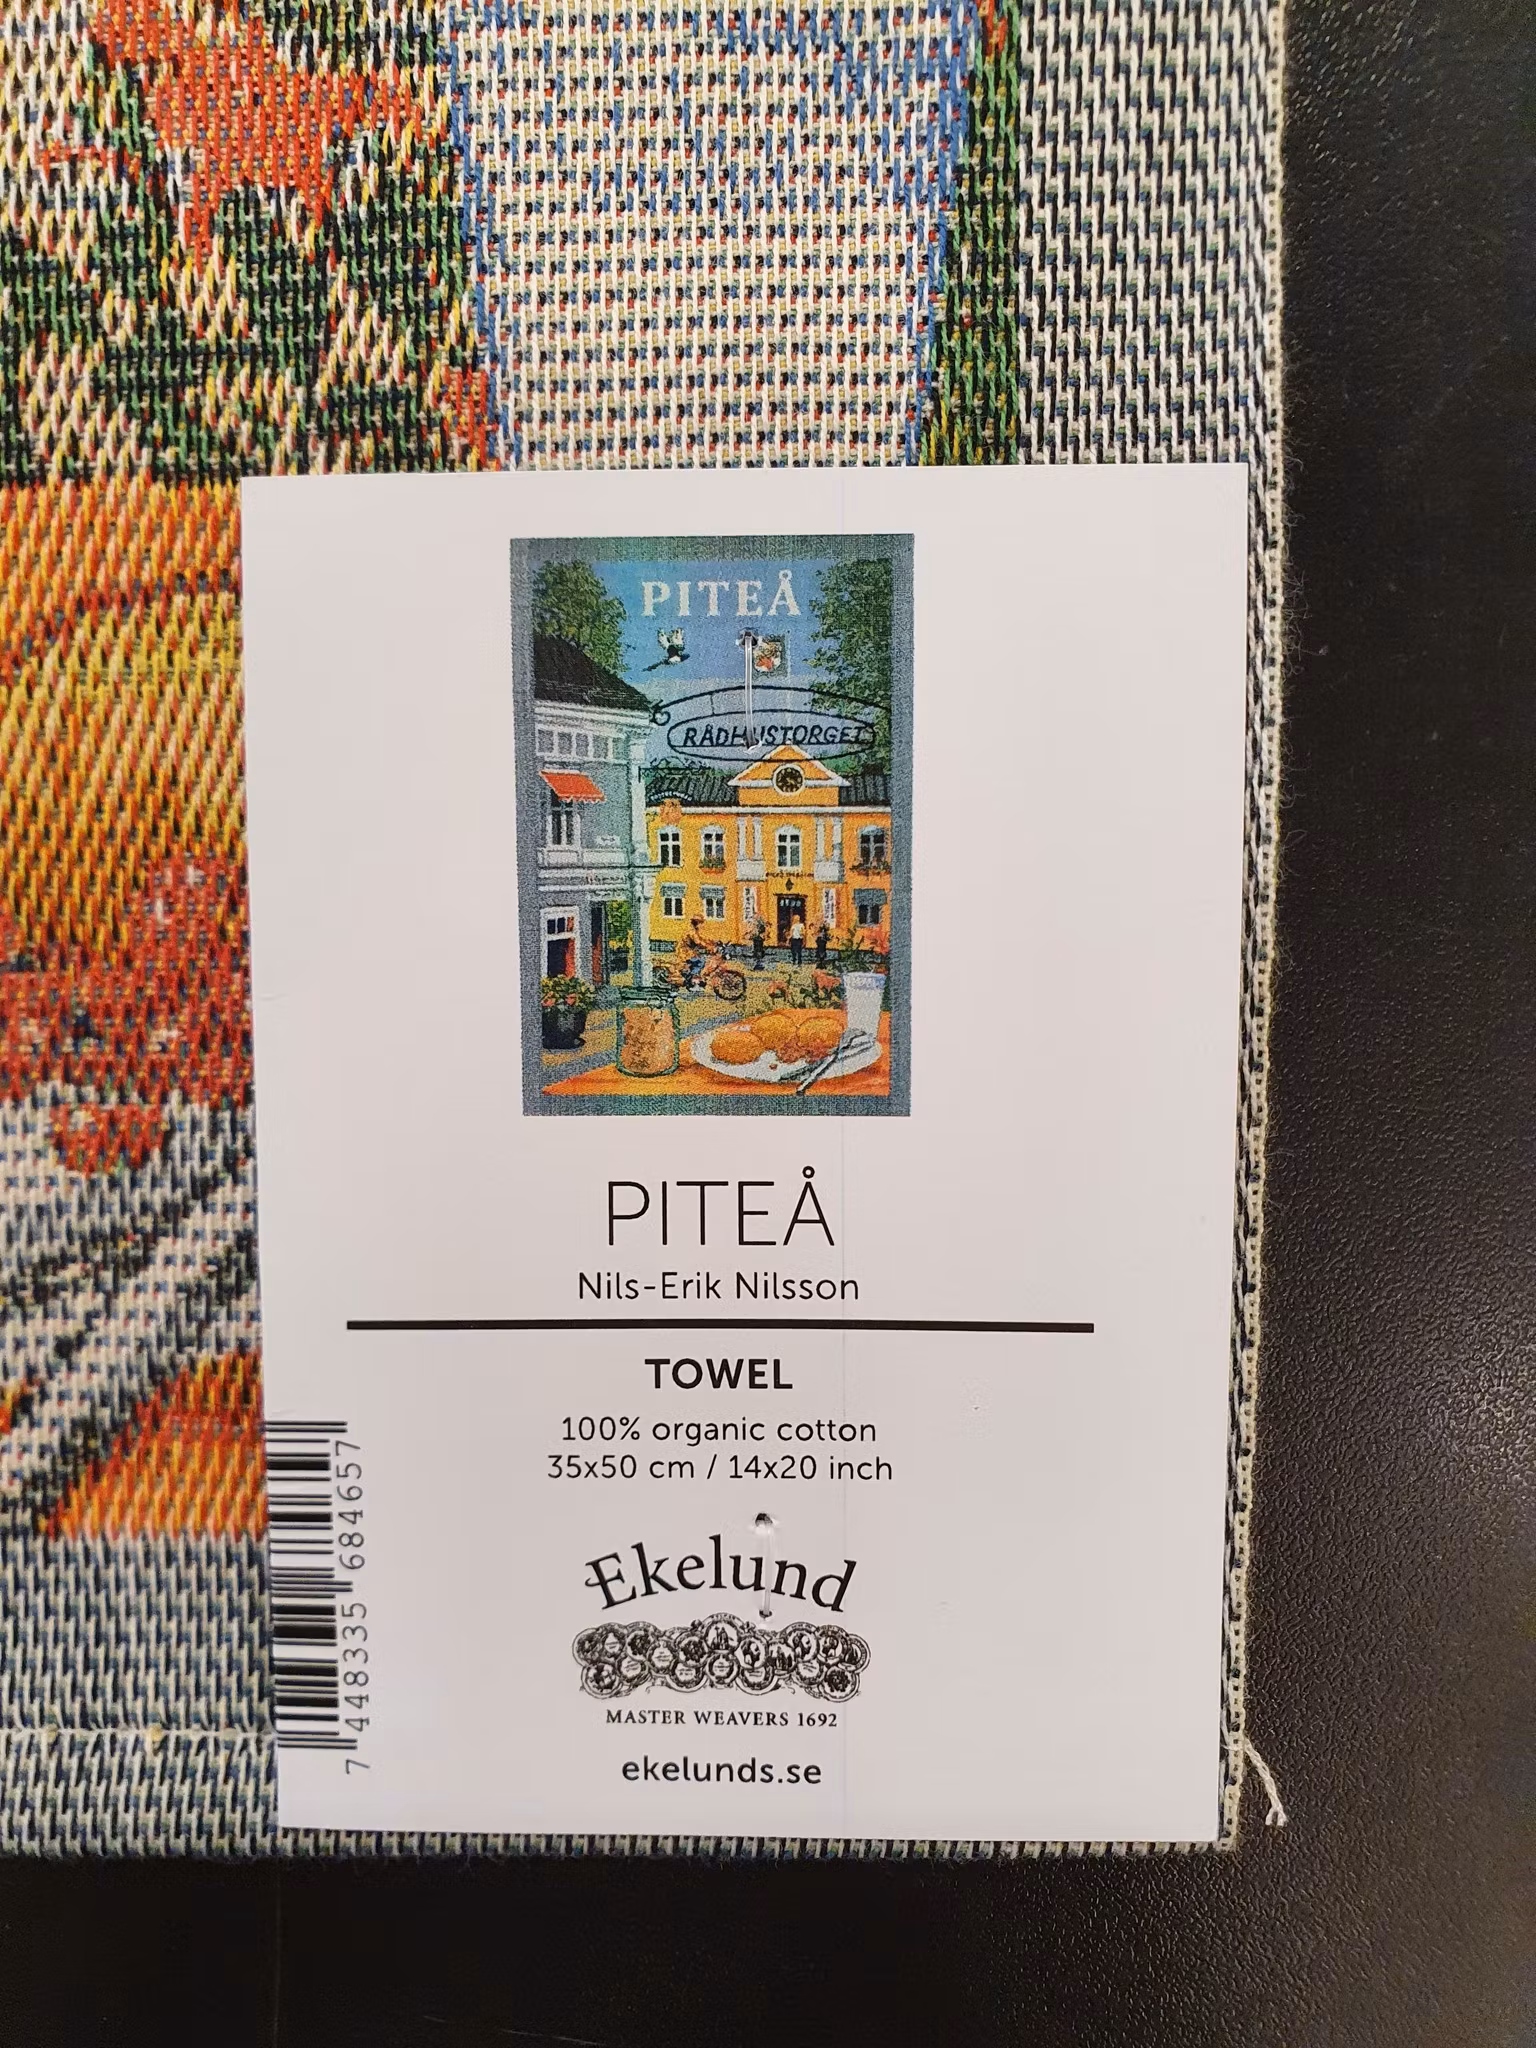 PITEÅ
RÅDHUSTORGET
PITEÅ
Nils-Erik Nilsson
TOWEL
100% organic cotton
35x50 cm / 14x20 inch
Ekelund
MASTER WEAVERS 1692
ekelunds.se
7 448335 684657